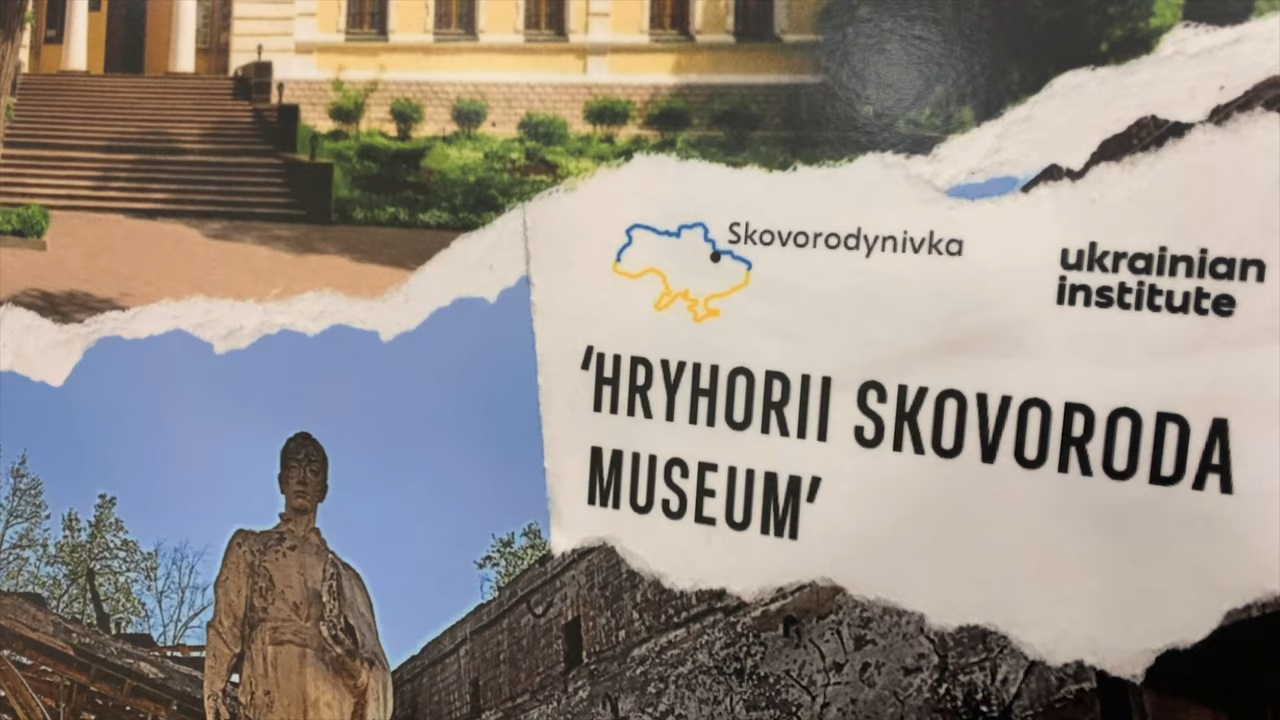 Skovorodynivka
ukrainian
institute
‘HRYHORII SKOVORODA
MUSEUM’